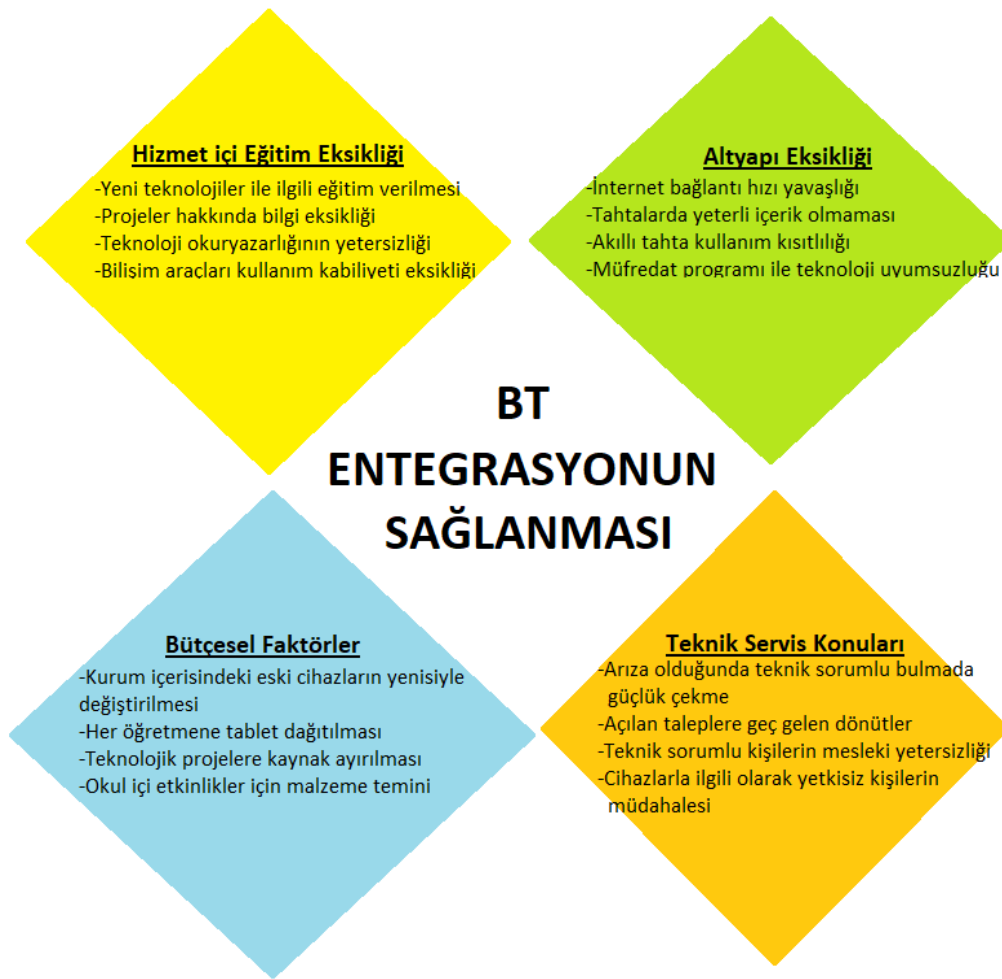 Hizmet içi Eğitim Eksikliği
-Yeni teknolojiler ile ilgili eğitim verilmesi
-Projeler hakkında bilgi eksikliği
-Teknoloji okuryazarlığının yetersizliği
-Bilişim araçları kullanım kabiliyeti eksikliği
Altyapı Eksikliği
-İnternet bağlantı hızı yavaşlığı
-Tahtalarda yeterli içerik olmaması
-Akıllı tahta kullanım kısıtlılığı
-Müfredat programı ile teknoloji uyumsuzluğu
BT
ENTEGRASYONUN
SAĞLANMASI
Bütçesel Faktörler
-Kurum içerisindeki eski cihazların yenisiyle
değiştirilmesi
-Her öğretmene tablet dağıtılması
-Teknolojik projelere kaynak ayırılması
-Okul içi etkinlikler için malzeme temini
Teknik Servis Konuları
-Arıza olduğunda teknik sorumlu bulmada
güçlük çekme
-Açılan taleplere geç gelen dönütler
-Teknik sorumlu kişilerin mesleki yetersizliği
-Cihazlarla ilgili olarak yetkisiz kişilerin
müdahalesi